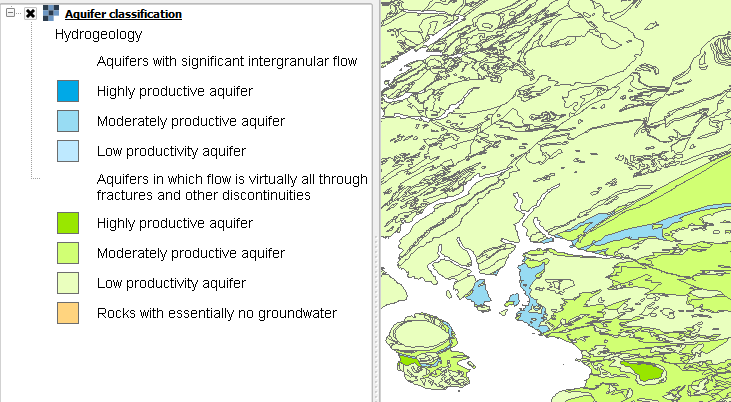 Aquifer classification
Hydrogeology
Aquifers with significant intergranular flow
Highly productive aquifer
Moderately productive aquifer
Low productivity aquifer
Aquifers in which flow is virtually all through
fractures and other discontinuities
Highly productive aquifer
Moderately productive aquifer
Low productivity aquifer
Rocks with essentially no groundwater